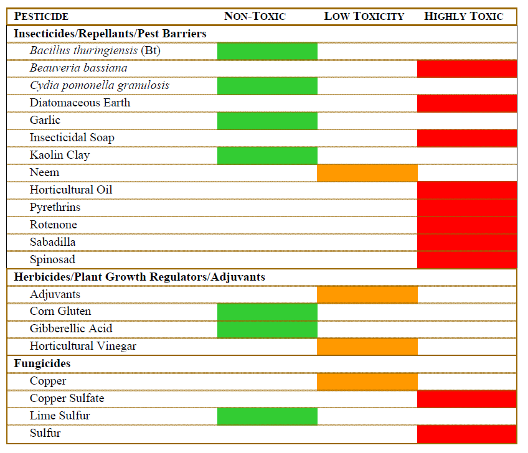 PESTICIDE NON-TOXIC LOW TOXICITY HIGHLY TOXIC
Insecticides/Repellants/Pest Barriers
Bacillus thuringiensis (Bt)
Beauveria bassiana
Cydia pomonella granulosis
Diatomaceous Earth
Garlic
Insecticidal Soap
Kaolin Clay
Neem
Horticultural Oil
Pyrethrins
Rotenone
Sabadilla
Spinosad
Herbicides/Plant Growth Regulators/Adjuvants
Adjuvants
Corn Gluten
Gibberellic Acid
Horticultural Vinegar
Fungicides
Copper
Copper Sulfate
Lime Sulfur
Sulfur